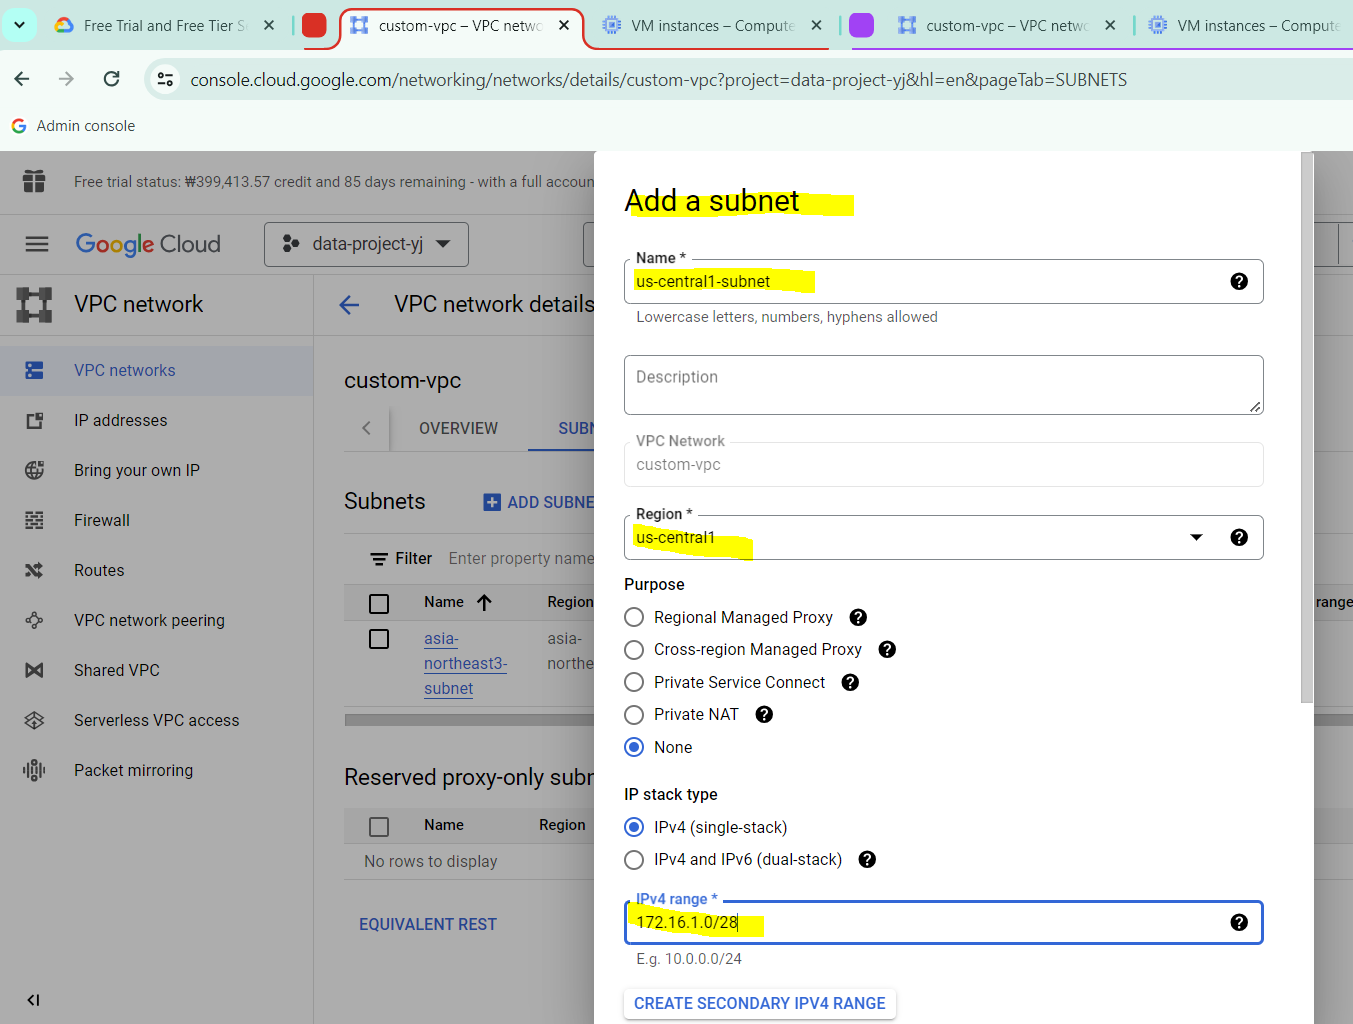 Free Trial and Free Tier S
custom-vpc – VPC netwo
VM instances – Compute
custom-vpc – VPC netwo
VM instances – Compute
console.cloud.google.com/networking/networks/details/custom-vpc?project=data-project-yj&hl=en&pageTab=SUBNETS
Admin console
Free trial status: ₩399,413.57 credit and 85 days remaining - with a full accoun
Google Cloud
data-project-yj
VPC network
VPC networks
IP addresses
Bring your own IP
Firewall
Routes
VPC network peering
Shared VPC
Serverless VPC access
Packet mirroring
VPC network details
custom-vpc
OVERVIEW
SUBN
Subnets
ADD SUBNE
Filter
Enter property name
Name
Region
range
asia-
northeast3-
subnet
asia-
northe
Reserved proxy-only subn
Name
Region
No rows to display
EQUIVALENT REST
Add a subnet
Name *
us-central1-subnet
Lowercase letters, numbers, hyphens allowed
Description
VPC Network
custom-vpc
Region *
us-central1
Purpose
Regional Managed Proxy
Cross-region Managed Proxy
Private Service Connect
Private NAT
None
IP stack type
IPv4 (single-stack)
IPv4 and IPv6 (dual-stack)
IPv4 range *
172.16.1.0/28
E.g. 10.0.0.0/24
CREATE SECONDARY IPV4 RANGE